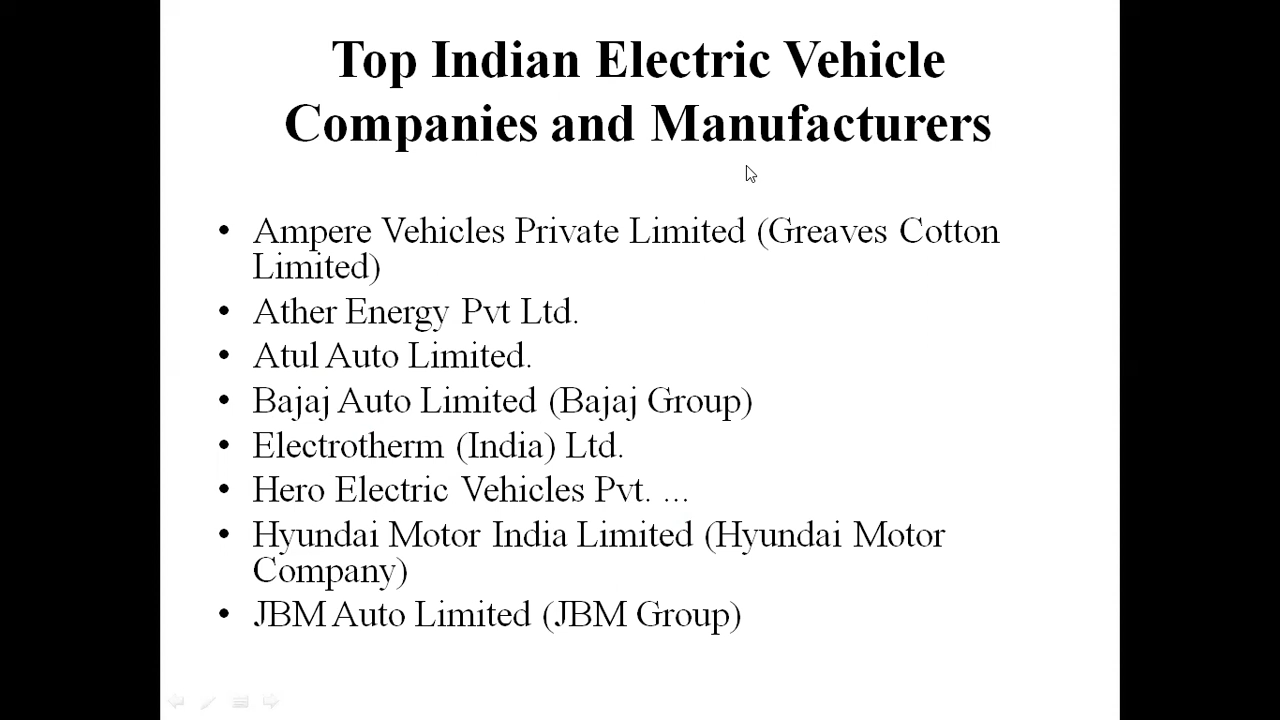 Top Indian Electric Vehicle
Companies and Manufacturers
• Ampere Vehicles Private Limited (Greaves Cotton
Limited)
• Ather Energy Pvt Ltd.
• Atul Auto Limited.
• Bajaj Auto Limited (Bajaj Group)
• Electrotherm (India) Ltd.
• Hero Electric Vehicles Pvt. ...
• Hyundai Motor India Limited (Hyundai Motor
Company)
• JBM Auto Limited (JBM Group)